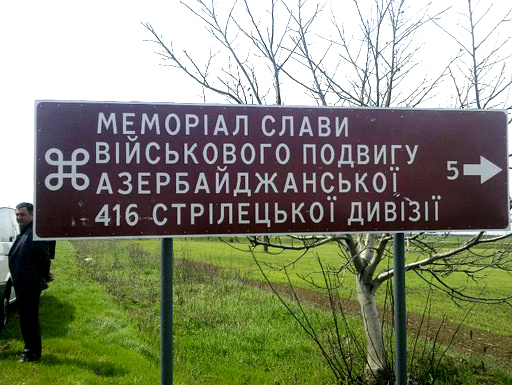 МЕМОРІАЛ СЛАВИ
ВІЙСЬКОВОГО ПОДВИГУ
АЗЕРБАЙДЖАНСЬКОЇ
416 СТРІЛЕЦЬКОЇ ДИВІЗІЇ
5